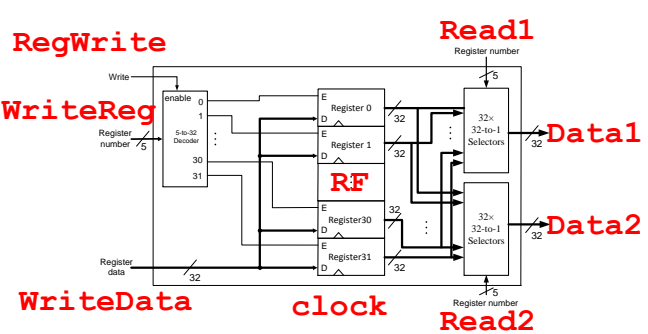 RegWrite
Read1
Register number
5
Write
enable
0
1
5-to-32
Decoder
30
31
WriteReg
Register
number
5
E
Register 0
D
32
E
Register 1
D
32
RF
E
Register30
D
32
E
Register31
D
32
32×
32-to-1
Selectors
32
Data1
32×
32-to-1
Selectors
32
Data2
Register
data
32
WriteData
clock
5
Register number
Read2